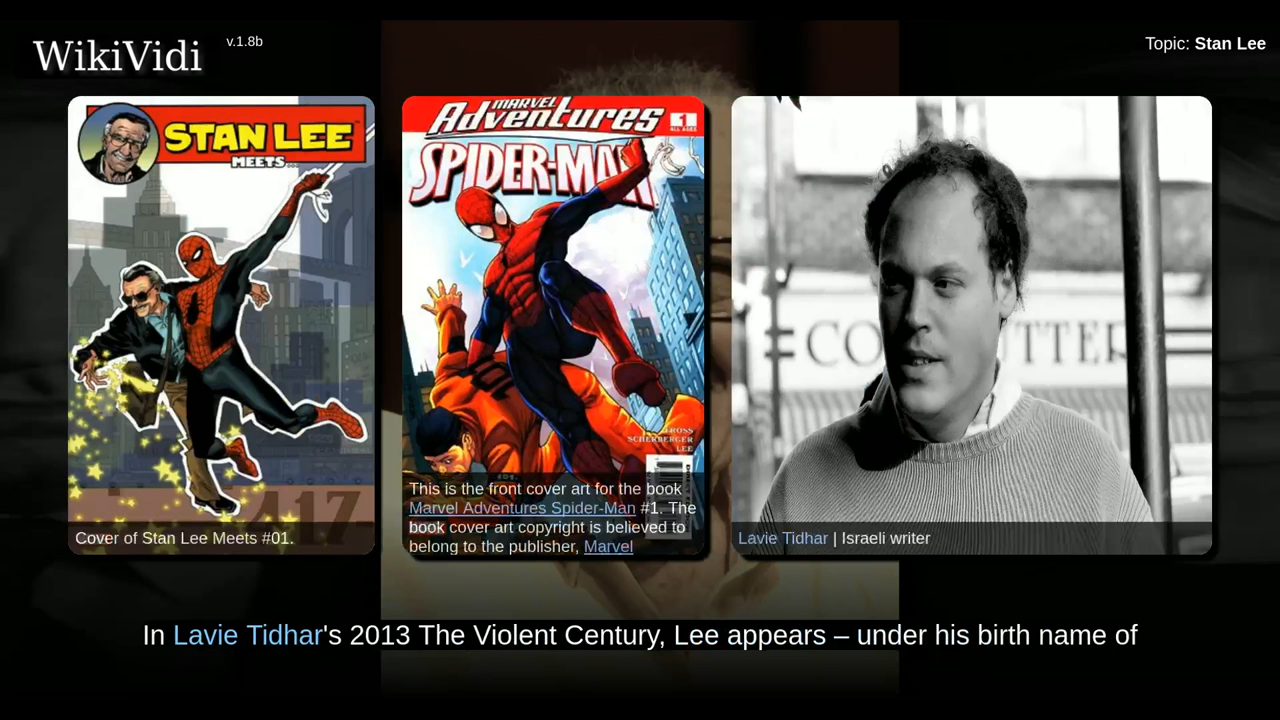 WikiVidi
v.1.8b
Topic: Stan Lee
STAN LEE
MEETS...
MARVEL
Adventures
1
ALL AGES
SPIDER-MAN
ROSS
SCHERBERGER
LEE
417
This is the front cover art for the book
Marvel Adventures Spider-Man #1. The
book cover art copyright is believed to
belong to the publisher, Marvel
Cover of Stan Lee Meets #01.
Lavie Tidhar | Israeli writer
In Lavie Tidhar's 2013 The Violent Century, Lee appears – under his birth name of